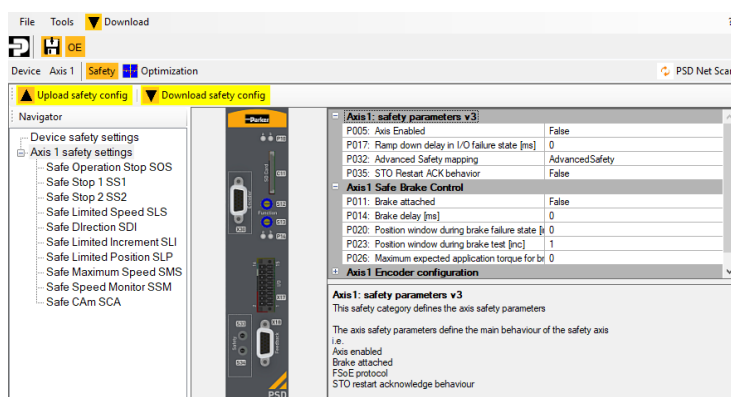 File Tools Download ?
OE
Device Axis 1 Safety Optimization PSD Net Scan
Upload safety config Download safety config
Navigator
Device safety settings
Axis 1 safety settings
Safe Operation Stop SOS
Safe Stop 1 SS1
Safe Stop 2 SS2
Safe Limited Speed SLS
Safe DIrection SDI
Safe Limited Increment SLI
Safe Limited Position SLP
Safe Maximum Speed SMS
Safe Speed Monitor SSM
Safe CAm SCA
Parker
SD Card
Encoder
Function
Safety
Feedback
PSD
Axis1: safety parameters v3
P005: Axis Enabled False
P017: Ramp down delay in I/O failure state [ms] 0
P032: Advanced Safety mapping AdvancedSafety
P035: STO Restart ACK behavior False
Axis1 Safe Brake Control
P011: Brake attached False
P014: Brake delay [ms] 0
P020: Position window during brake failure state [i 0
P023: Position window during brake test [inc] 1
P026: Maximum expected application torque for br 0
Axis1 Encoder configuration
Axis1: safety parameters v3
This safety category defines the axis safety parameters
The axis safety parameters define the main behaviour of the safety axis
i.e.
Axis enabled
Brake attached
FSoE protocol
STO restart acknowledge behaviour